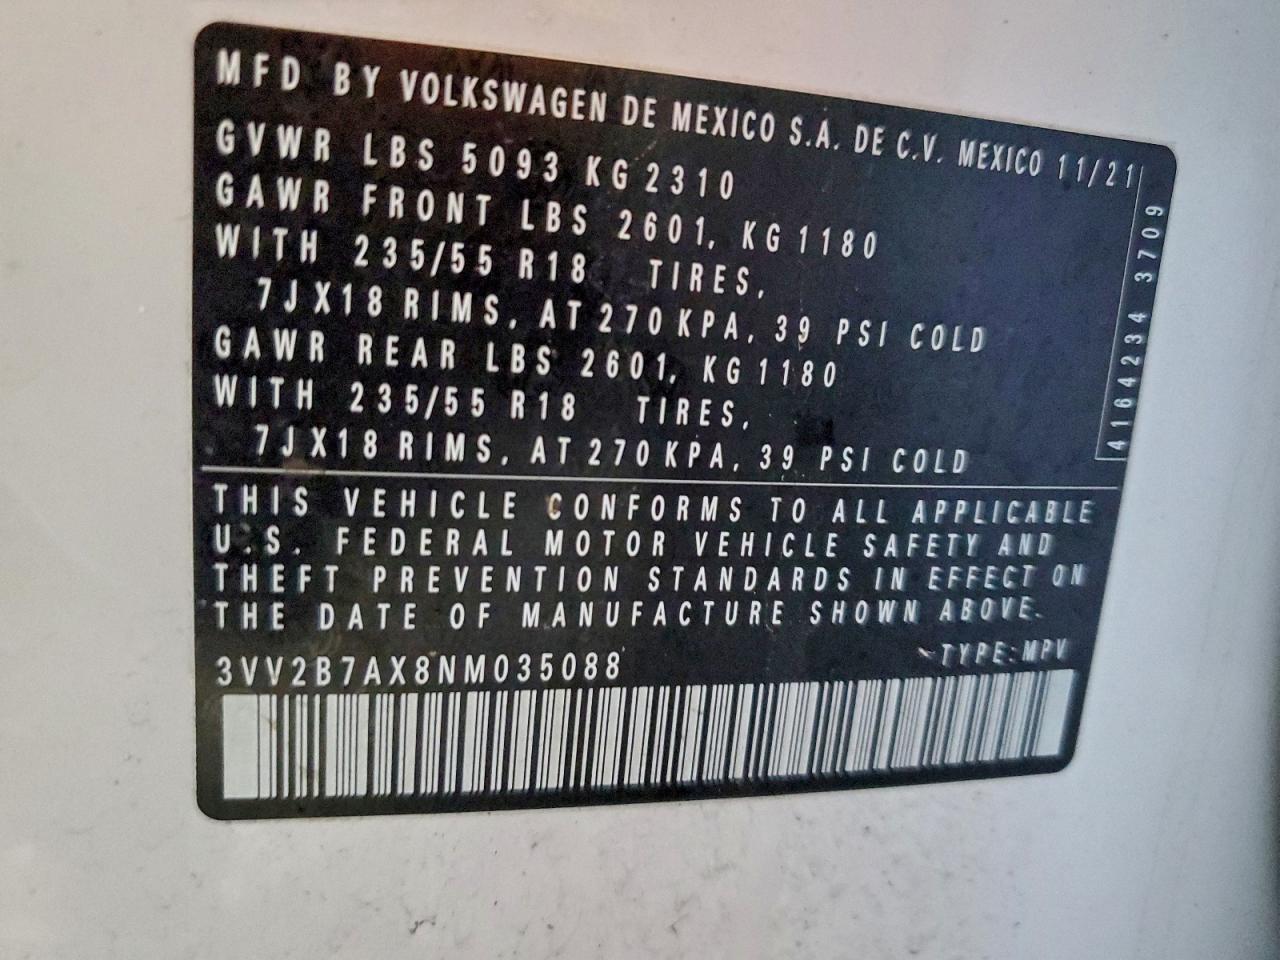 MFD BY VOLKSWAGEN DE MEXICO S.A. DE C.V. MEXICO 11/21
GVWR LBS 5093 KG 2310
GAWR FRONT LBS 2601, KG 1180
WITH 235/55 R18 TIRES,
7JX18 RIMS, AT 270 KPA, 39 PSI COLD
GAWR REAR LBS 2601, KG 1180
WITH 235/55 R18 TIRES,
7JX18 RIMS, AT 270 KPA, 39 PSI COLD
4164234 3709
THIS VEHICLE CONFORMS TO ALL APPLICABLE
U.S. FEDERAL MOTOR VEHICLE SAFETY AND
THEFT PREVENTION STANDARDS IN EFFECT ON
THE DATE OF MANUFACTURE SHOWN ABOVE.
3VV2B7AX8NM035088 TYPE:MPV